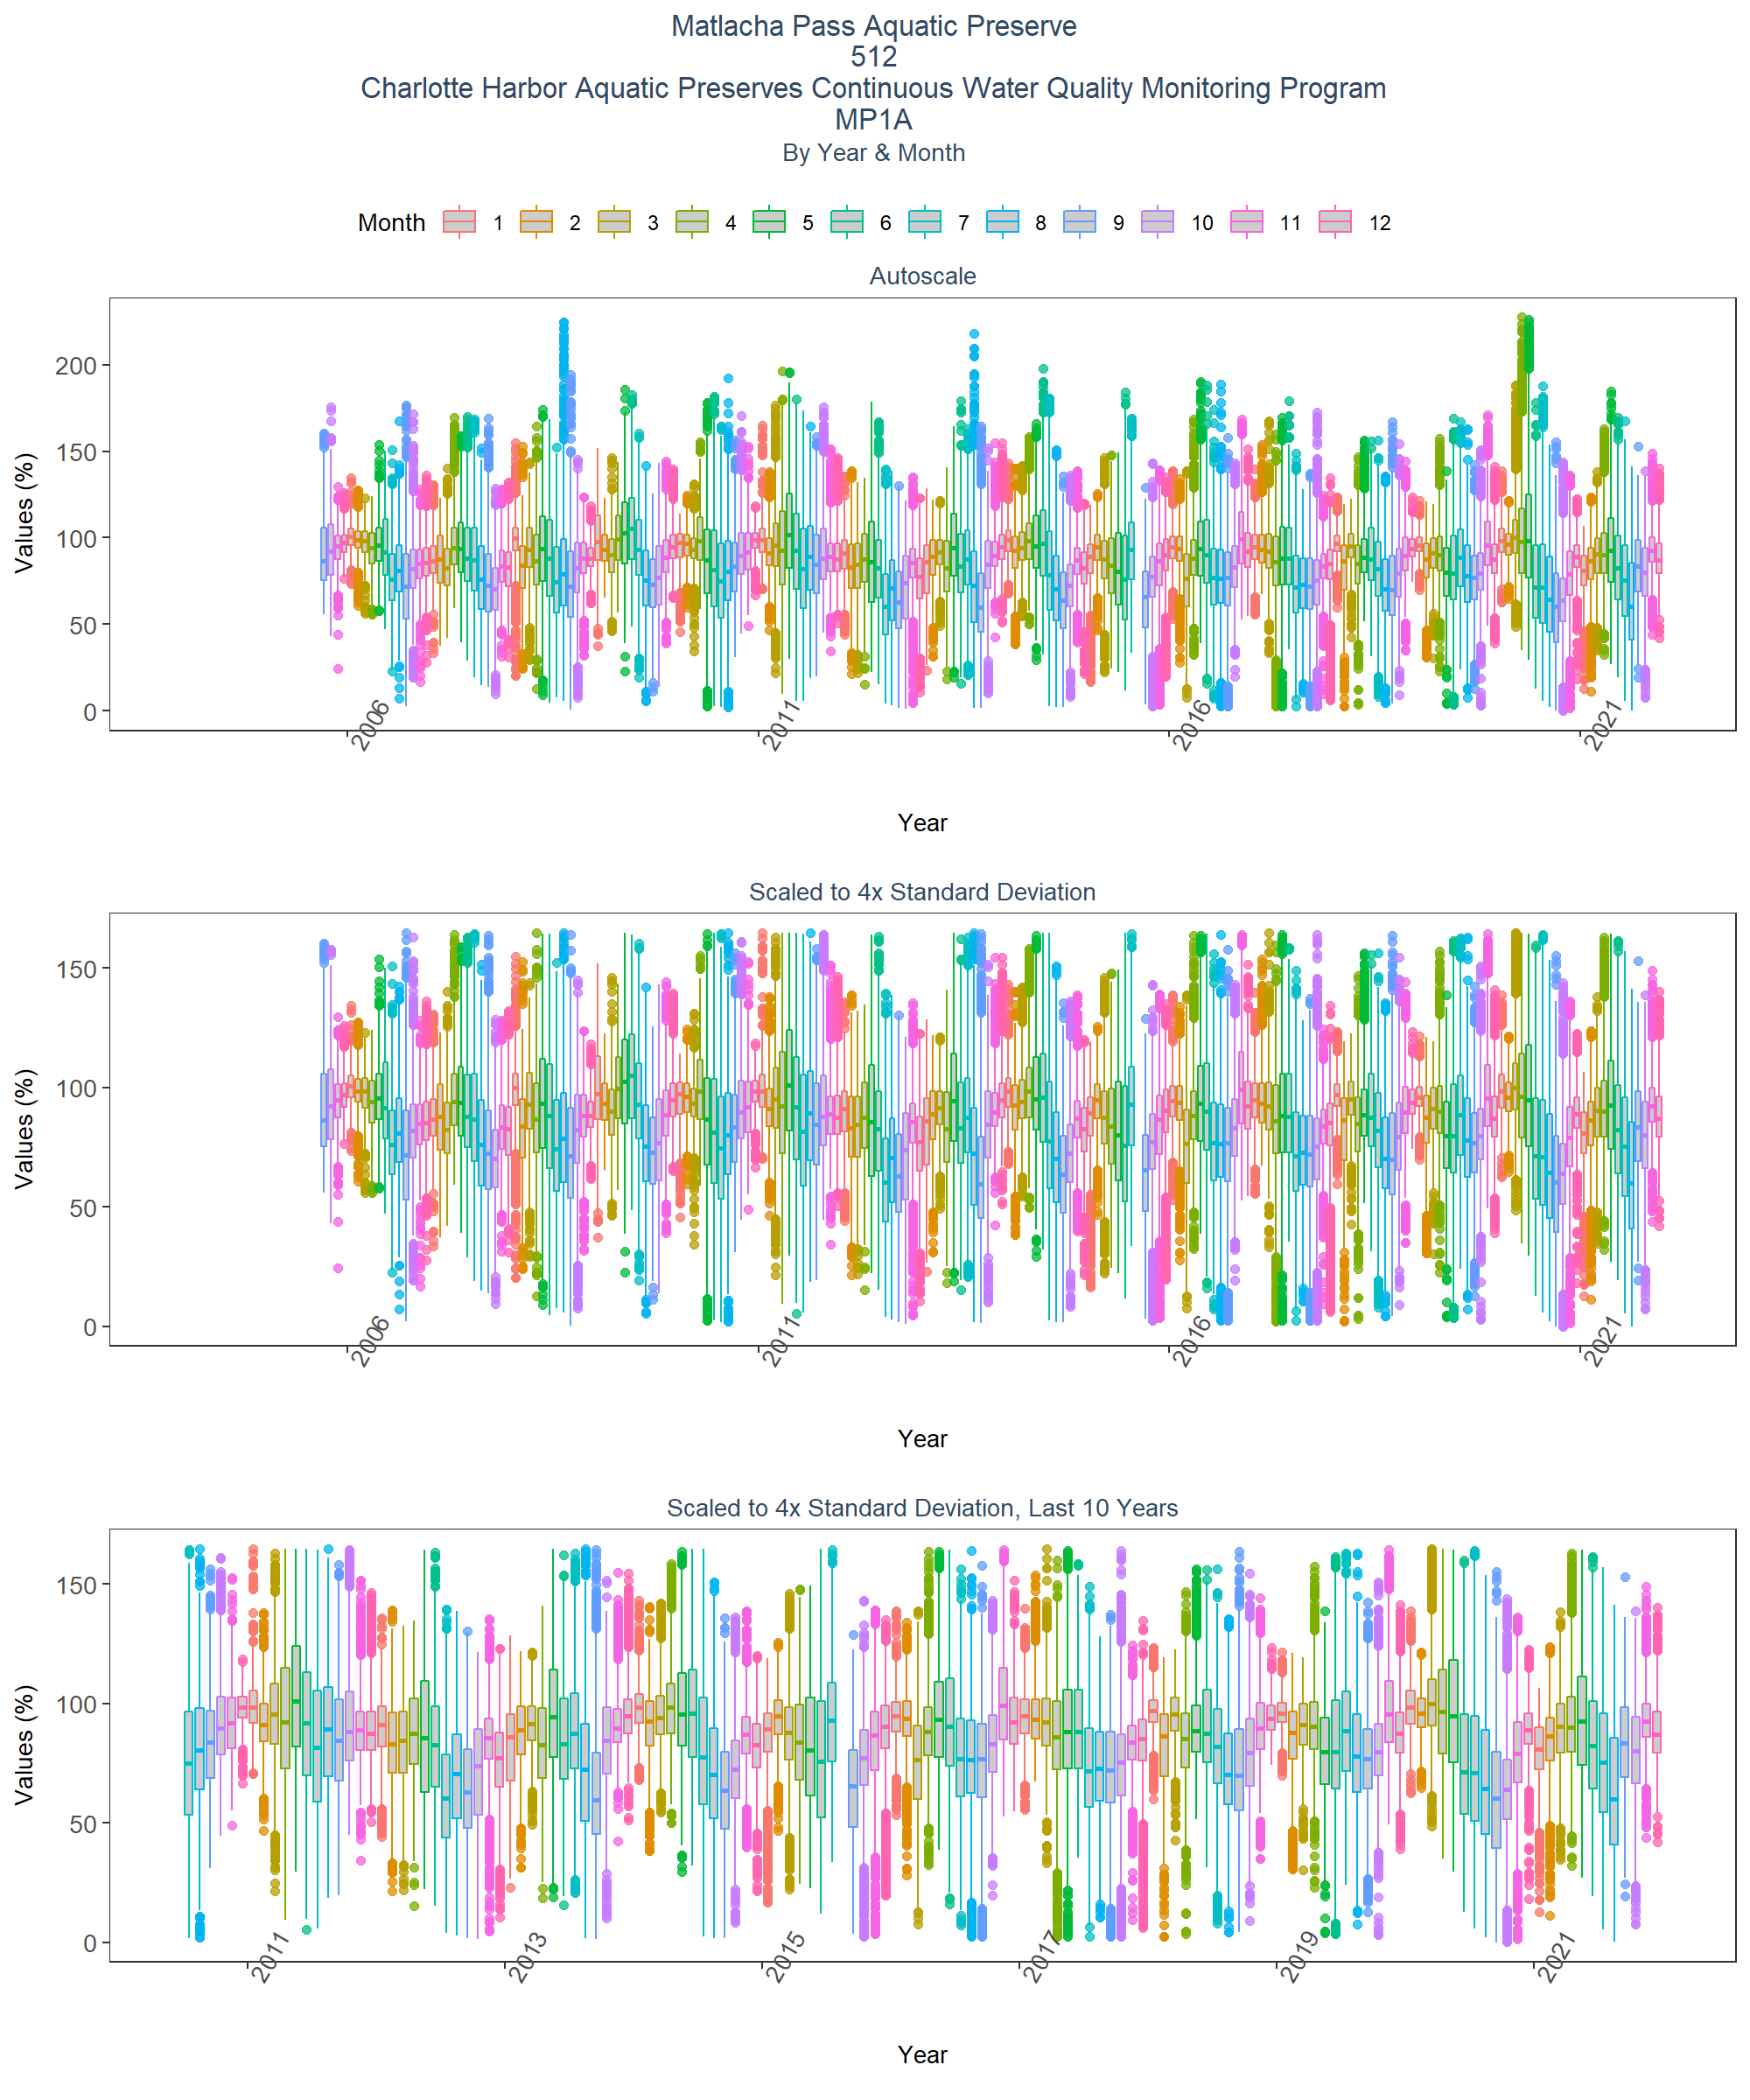 Matlacha Pass Aquatic Preserve
512
Charlotte Harbor Aquatic Preserves Continuous Water Quality Monitoring Program
MP1A
By Year & Month
Month 1 2 3 4 5 6 7 8 9 10 11 12
Autoscale
Values (%)
200
150
100
50
0
2006 2011 2016 2021
Year
Scaled to 4x Standard Deviation
Values (%)
150
100
50
0
2006 2011 2016 2021
Year
Scaled to 4x Standard Deviation, Last 10 Years
Values (%)
150
100
50
0
2011 2013 2015 2017 2019 2021
Year